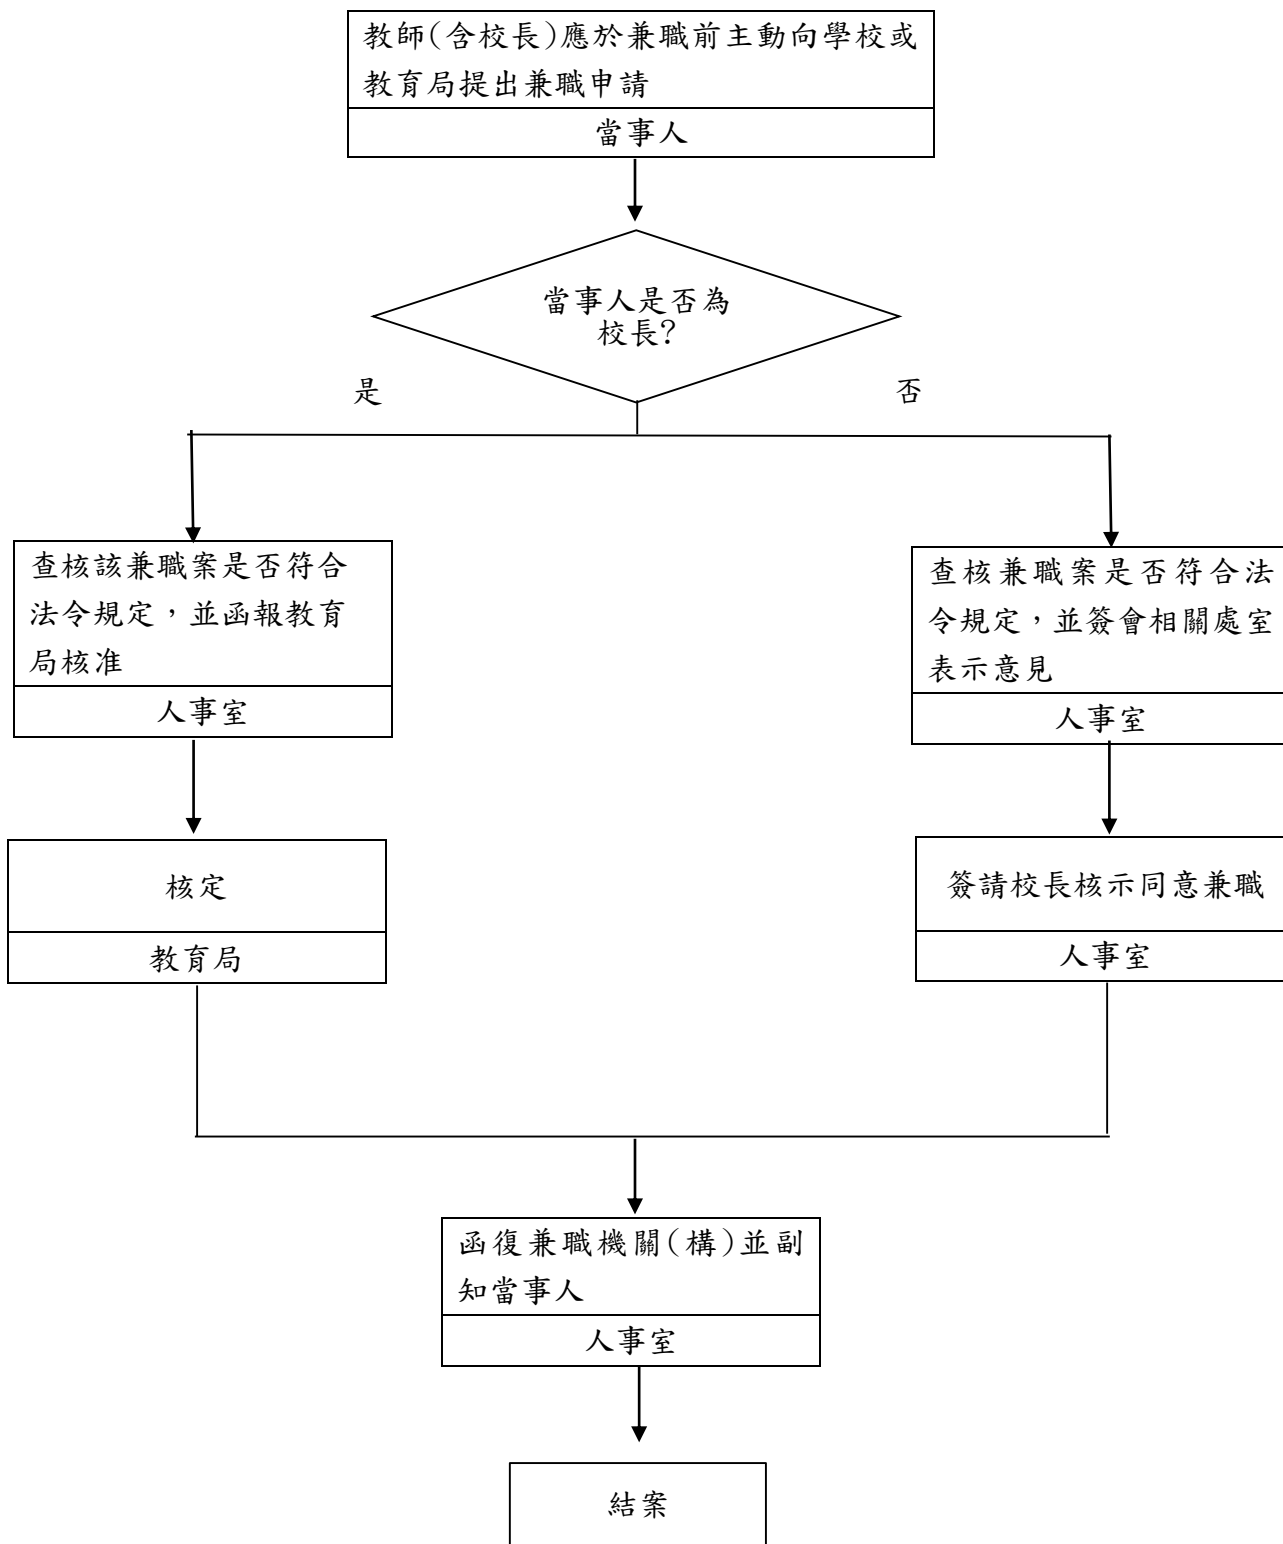 教師(含校長)應於兼職前主動向學校或
教育局提出兼職申請
當事人
當事人是否為
校長?
是
否
查核該兼職案是否符合
法令規定，並函報教育
局核准
人事室
查核兼職案是否符合法
令規定，並簽會相關處室
表示意見
人事室
核定
教育局
簽請校長核示同意兼職
人事室
函復兼職機關(構)並副
知當事人
人事室
結案